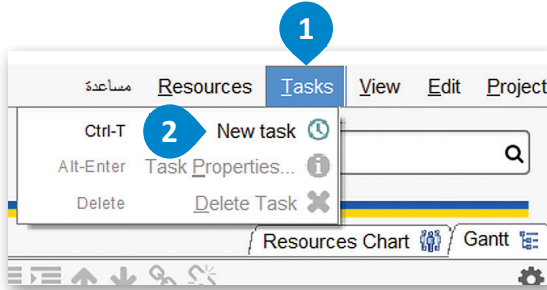 1
Project Edit View Tasks Resources مساعدة
2 New task Ctrl-T
Task Properties... Alt-Enter
Delete Task Delete
Gantt Resources Chart